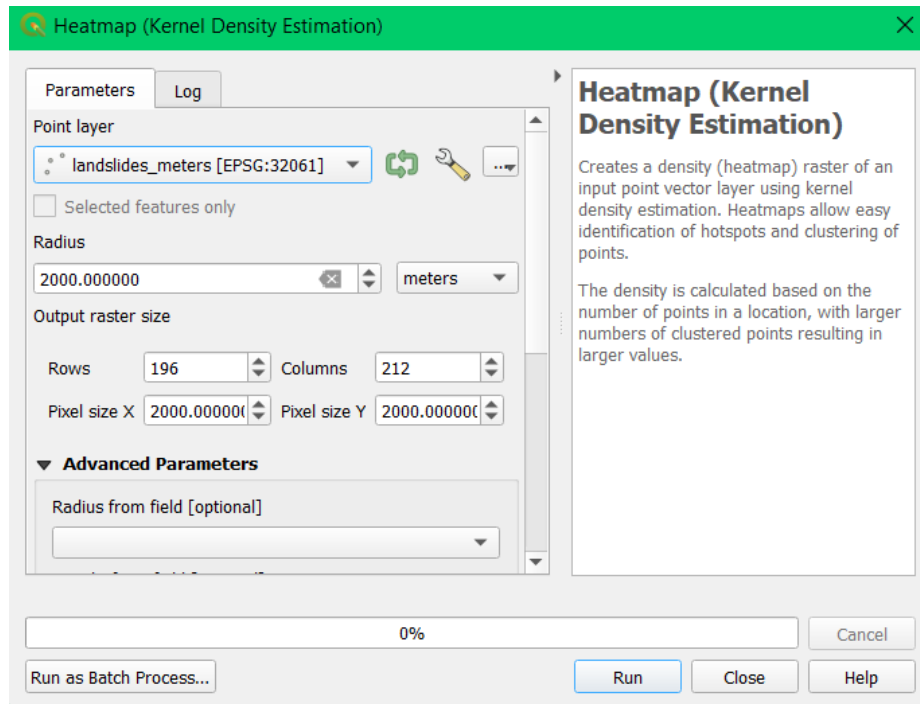 Heatmap (Kernel Density Estimation)
Parameters
Log
Point layer
landslides_meters [EPSG:32061]
...
Selected features only
Radius
2000.000000
meters
Output raster size
Rows
196
Columns
212
Pixel size X
2000.000000
Pixel size Y
2000.000000
Advanced Parameters
Radius from field [optional]
Heatmap (Kernel
Density Estimation)
Creates a density (heatmap) raster of an
input point vector layer using kernel
density estimation. Heatmaps allow easy
identification of hotspots and clustering of
points.
The density is calculated based on the
number of points in a location, with larger
numbers of clustered points resulting in
larger values.
0%
Cancel
Run as Batch Process...
Run
Close
Help